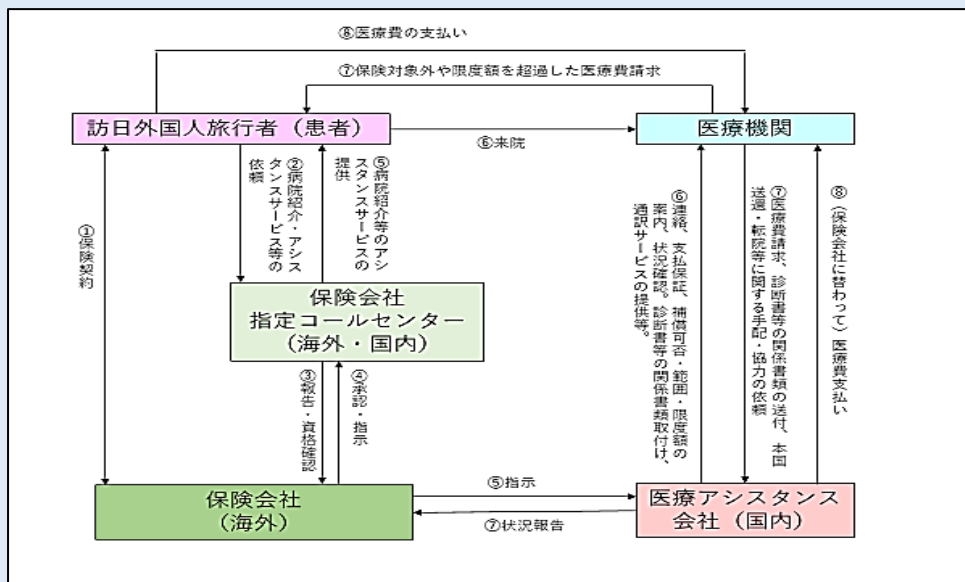 ⑧医療費の支払い
⑦保険対象外や限度額を超過した医療費請求
訪日外国人旅行者(患者)
医療機関
⑥来院
①保険契約
②病院紹介・アシス
タンスサービス等の
依頼
⑤病院紹介等のアシ
スタンスサービスの
提供
⑥連絡、支払保証、補償可否・範囲・限度額の
案内、状況確認。診断書等の関係書類取付け、
通訳サービスの提供等。
⑦医療費請求、診断書等の関係書類の送付、本国
送還・転院等に関する手配・協力の依頼
⑧(保険会社に替わって)医療費支払い
保険会社
指定コールセンター
(海外・国内)
③報告・資格確認
④承認・指示
保険会社
(海外)
⑤指示
⑦状況報告
医療アシスタンス
会社(国内)